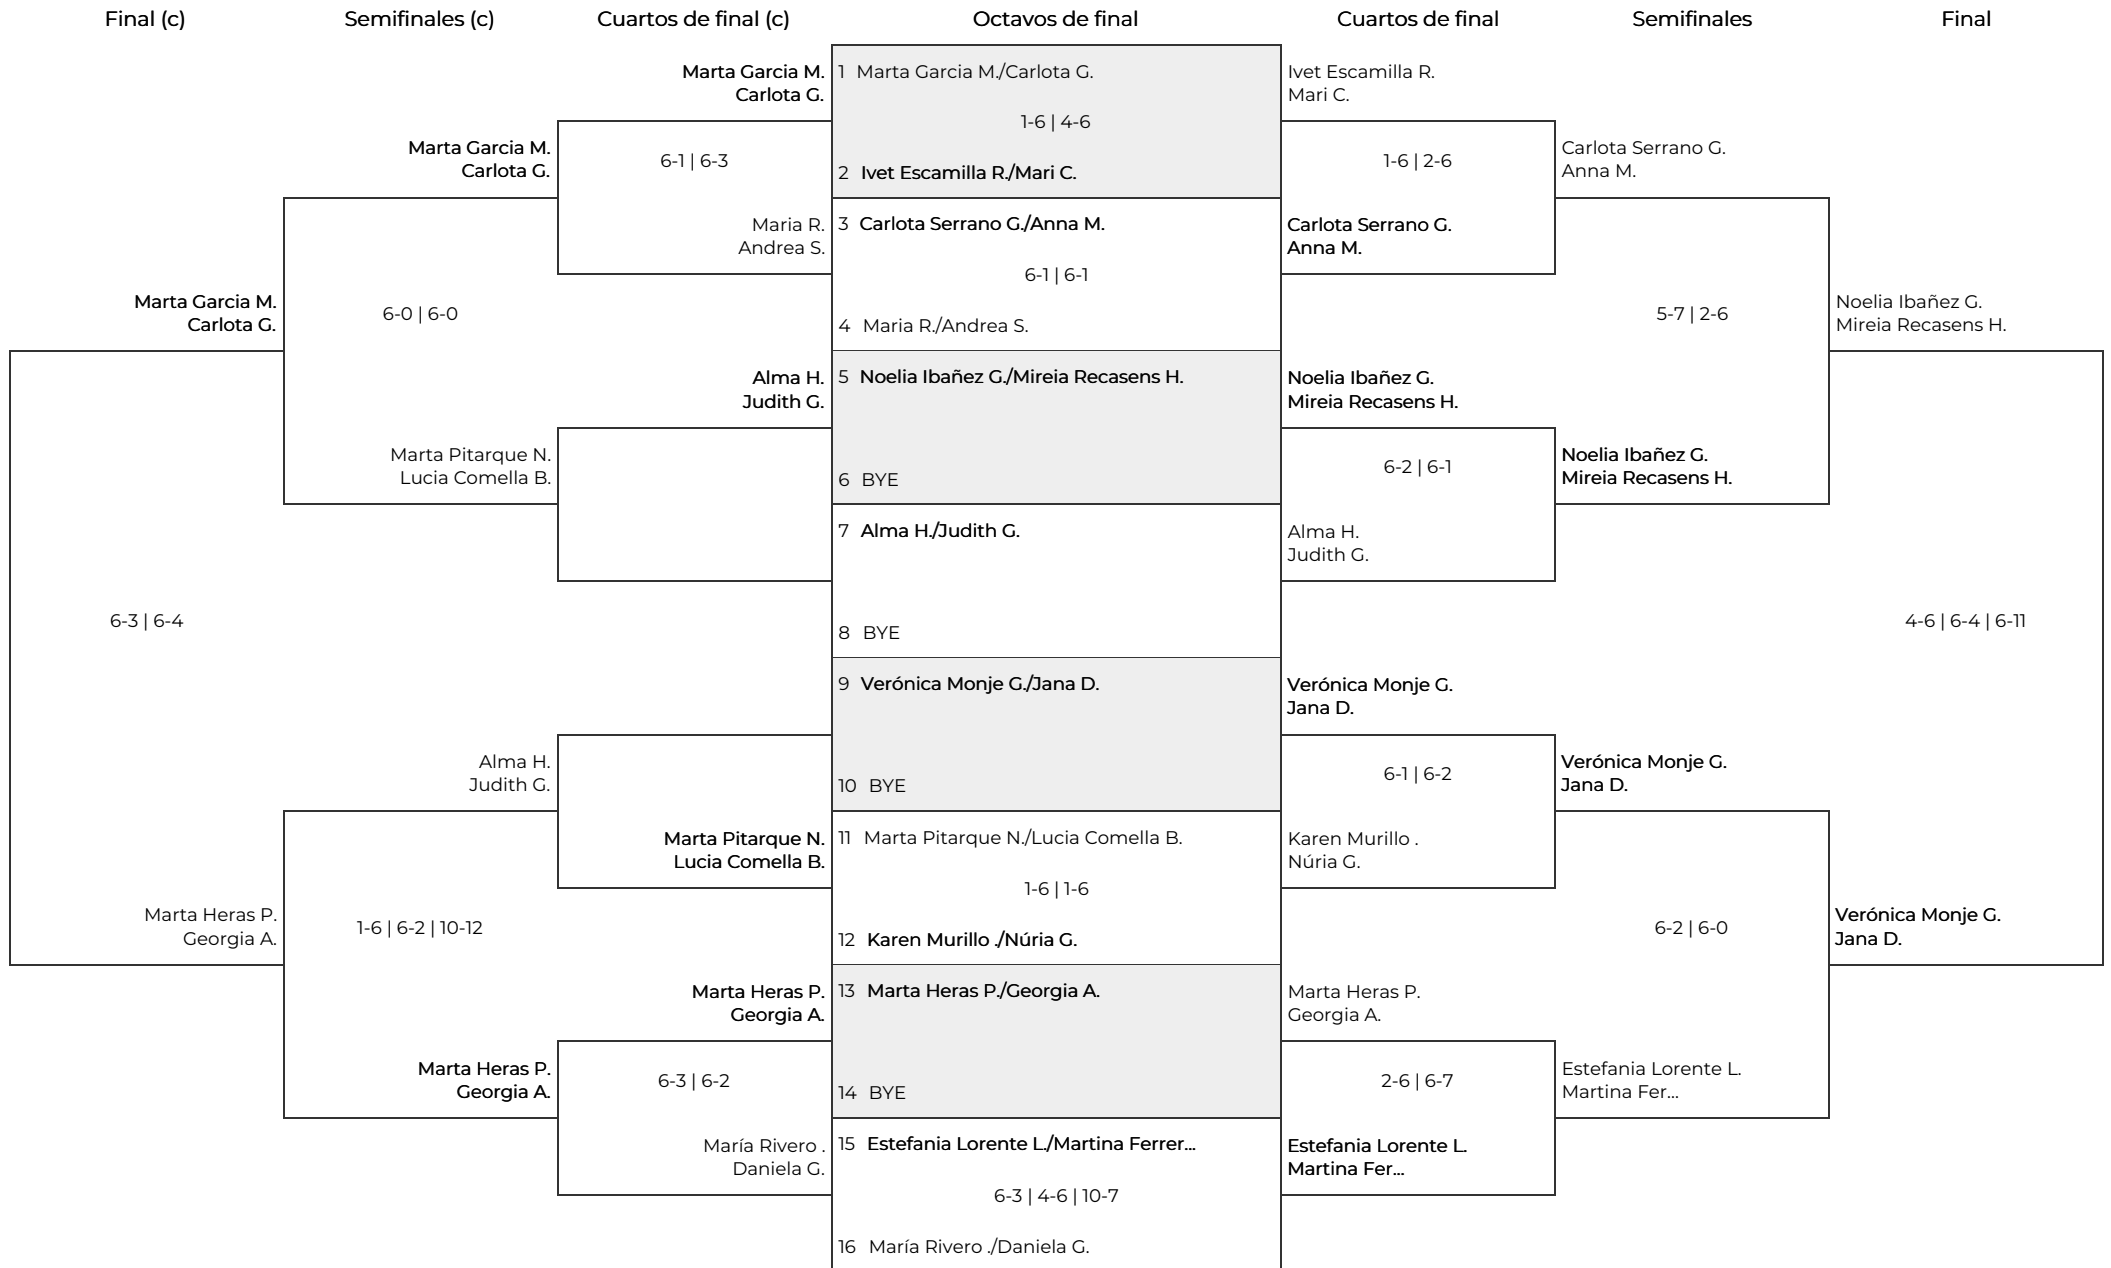 Final (c)
Semifinales (c)
Cuartos de final (c)
Octavos de final
Cuartos de final
Semifinales
Final
Marta Garcia M.
Carlota G.
Marta Heras P.
Georgia A.
6-3 | 6-4
Marta Garcia M.
Carlota G.
6-0 | 6-0
Marta Pitarque N.
Lucia Comella B.
Alma H.
Judith G.
1-6 | 6-2 | 10-12
Marta Heras P.
Georgia A.
Marta Garcia M.
Carlota G.
6-1 | 6-3
Maria R.
Andrea S.
Alma H.
Judith G.
Marta Pitarque N.
Lucia Comella B.
Marta Heras P.
Georgia A.
6-3 | 6-2
María Rivero .
Daniela G.
1 Marta Garcia M./Carlota G.
1-6 | 4-6
2 Ivet Escamilla R./Mari C.
3 Carlota Serrano G./Anna M.
6-1 | 6-1
4 Maria R./Andrea S.
5 Noelia Ibañez G./Mireia Recasens H.
6 BYE
7 Alma H./Judith G.
8 BYE
9 Verónica Monje G./Jana D.
10 BYE
11 Marta Pitarque N./Lucia Comella B.
1-6 | 1-6
12 Karen Murillo ./Núria G.
13 Marta Heras P./Georgia A.
14 BYE
15 Estefania Lorente L./Martina Ferrer...
6-3 | 4-6 | 10-7
16 María Rivero ./Daniela G.
Ivet Escamilla R.
Mari C.
1-6 | 2-6
Carlota Serrano G.
Anna M.
Noelia Ibañez G.
Mireia Recasens H.
6-2 | 6-1
Alma H.
Judith G.
Verónica Monje G.
Jana D.
6-1 | 6-2
Karen Murillo .
Núria G.
Marta Heras P.
Georgia A.
2-6 | 6-7
Estefania Lorente L.
Martina Fer...
Carlota Serrano G.
Anna M.
5-7 | 2-6
Noelia Ibañez G.
Mireia Recasens H.
Verónica Monje G.
Jana D.
6-2 | 6-0
Estefania Lorente L.
Martina Fer...
Noelia Ibañez G.
Mireia Recasens H.
4-6 | 6-4 | 6-11
Verónica Monje G.
Jana D.